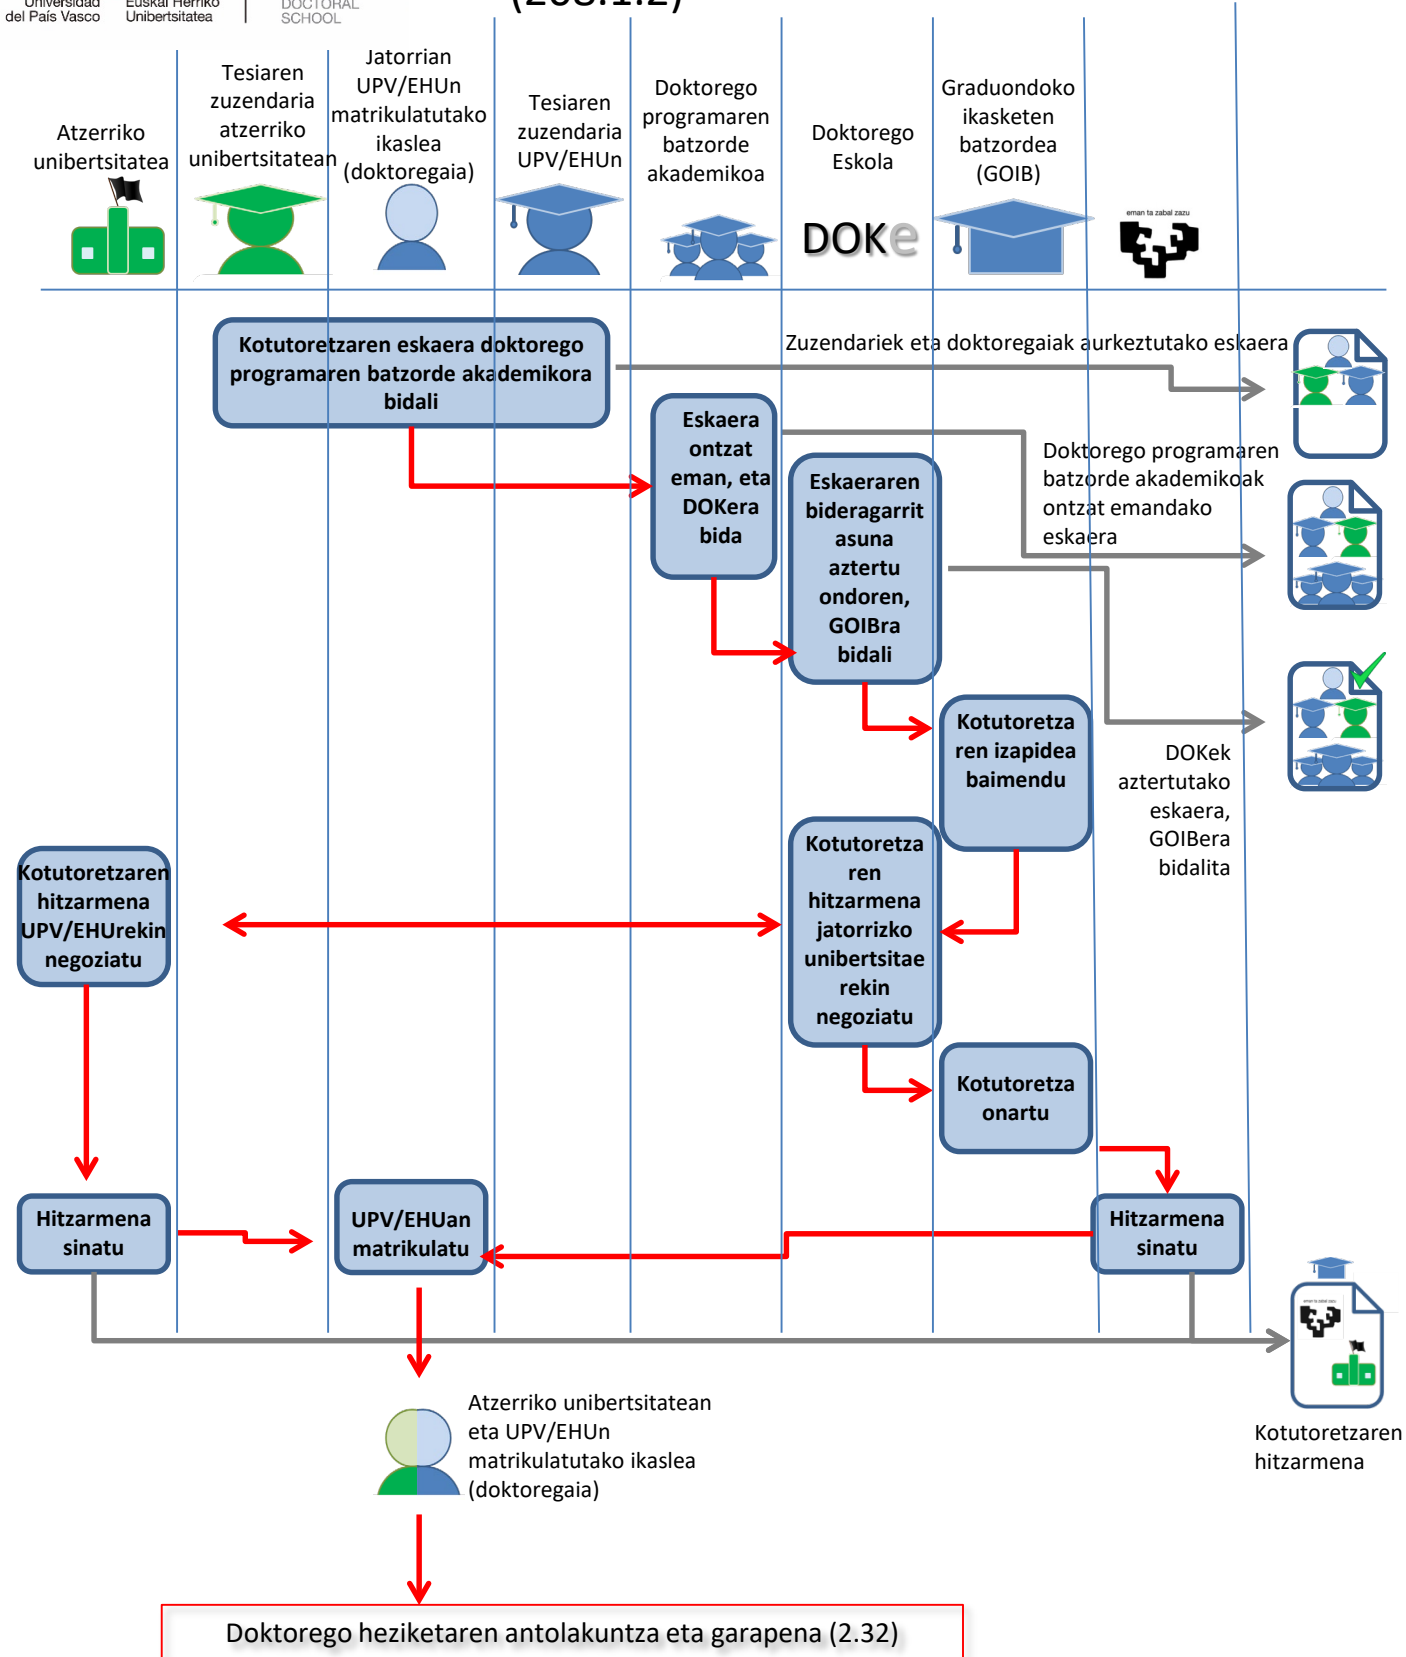 Universidad
del País Vasco
Euskal Herriko
Unibertsitatea
DOCTORAL
SCHOOL
Atzerriko
unibertsitatea
Tesiaren
zuzendaria
atzerriko
unibertsitatean
Jatorrian
UPV/EHUn
matrikulatutako
ikaslea
(doktoregaia)
Tesiaren
zuzendaria
UPV/EHUn
Doktorego
programaren
batzorde
akademikoa
Doktorego
Eskola
DOKe
Graduondoko
ikasketen
batzordea
(GOIB)
eman ta zabal zazu
Kotutoretzaren eskaera doktorego
programaren batzorde akademikora
bidali
Zuzendariek eta doktoregaiak aurkeztutako eskaera
Eskaera
ontzat
eman, eta
DOKera
bida
Doktorego programaren
batzorde akademikoak
ontzat emandako
eskaera
Eskaeraren
bideragarrit
asuna
aztertu
ondoren,
GOIBra
bidali
Kotutoretza
ren izapidea
baimendu
DOKek
aztertutako
eskaera,
GOIBera
bidalita
Kotutoretzaren
hitzarmena
UPV/EHUrekin
negoziatu
Kotutoretza
ren
hitzarmena
jatorrizko
unibertsitae
rekin
negoziatu
Kotutoretza
onartu
Hitzarmena
sinatu
UPV/EHUan
matrikulatu
Hitzarmena
sinatu
eman ta zabal zazu
Atzerriko unibertsitatean
eta UPV/EHUn
matrikulatutako ikaslea
(doktoregaia)
Kotutoretzaren
hitzarmena
Doktorego heziketaren antolakuntza eta garapena (2.32)